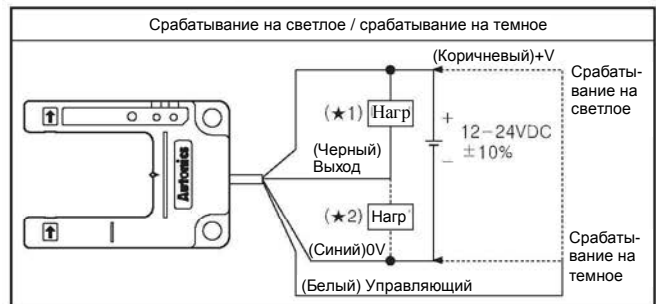 Срабатывание на светлое / срабатывание на темное
(Коричневый)+V
Срабаты-
вание на
светлое
(★1) Нагр
+
12-24VDC
±10%
−
(Черный)
Выход
Autonics
(★2) Нагр
(Синий)0V
Срабаты-
вание на
темное
(Белый) Управляющий